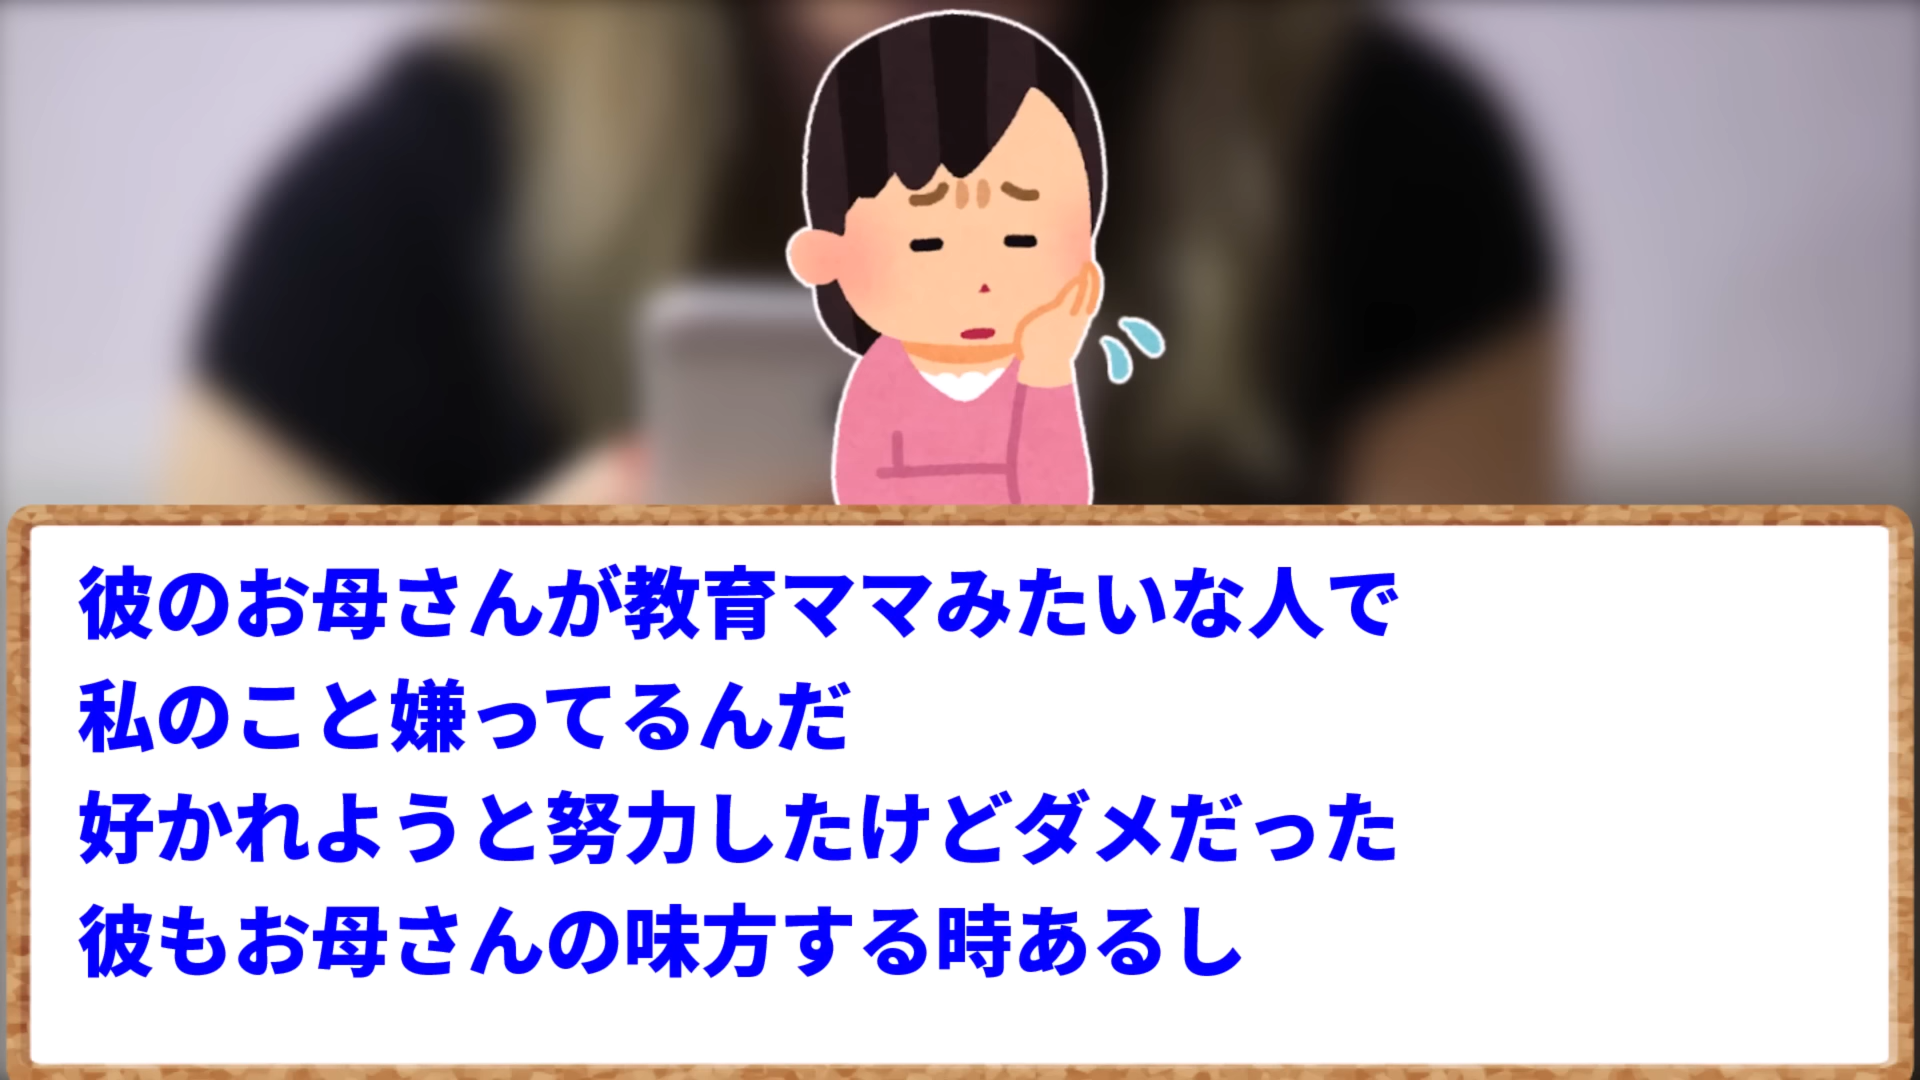 彼のお母さんが教育ママみたいな人で
私のこと嫌ってるんだ
好かれようと努力したけどダメだった
彼もお母さんの味方する時あるし